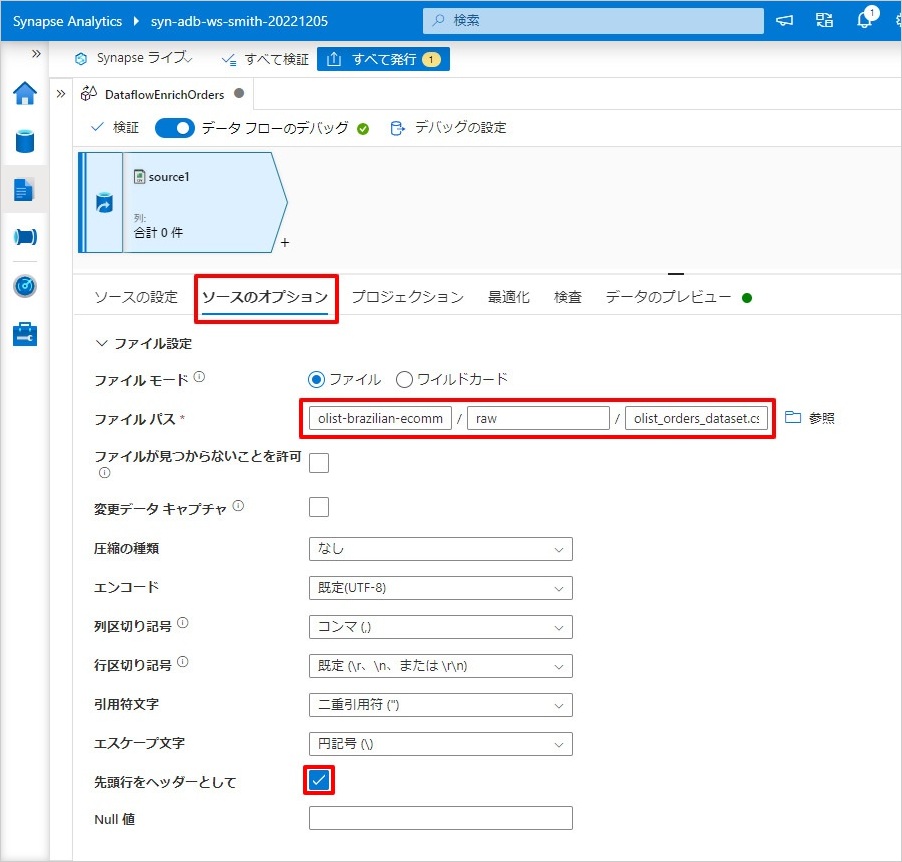 Synapse Analytics syn-adb-ws-smith-20221205 検索 1
Synapse ライブ すべて検証 すべて発行 1
DataflowEnrichOrders
検証 データ フローのデバッグ デバッグの設定
source1
列:
合計 0 件
+
ソースの設定 ソースのオプション プロジェクション 最適化 検査 データのプレビュー
ファイル設定
ファイル モード ファイル ワイルドカード
ファイル パス * olist-brazilian-ecomm / raw / olist_orders_dataset.cs 参照
ファイルが見つからないことを許可
変更データ キャプチャ
圧縮の種類 なし
エンコード 既定(UTF-8)
列区切り記号 コンマ (,)
行区切り記号 既定 (\r、\n、または \r\n)
引用符文字 二重引用符 (")
エスケープ文字 円記号 (\)
先頭行をヘッダーとして
Null 値